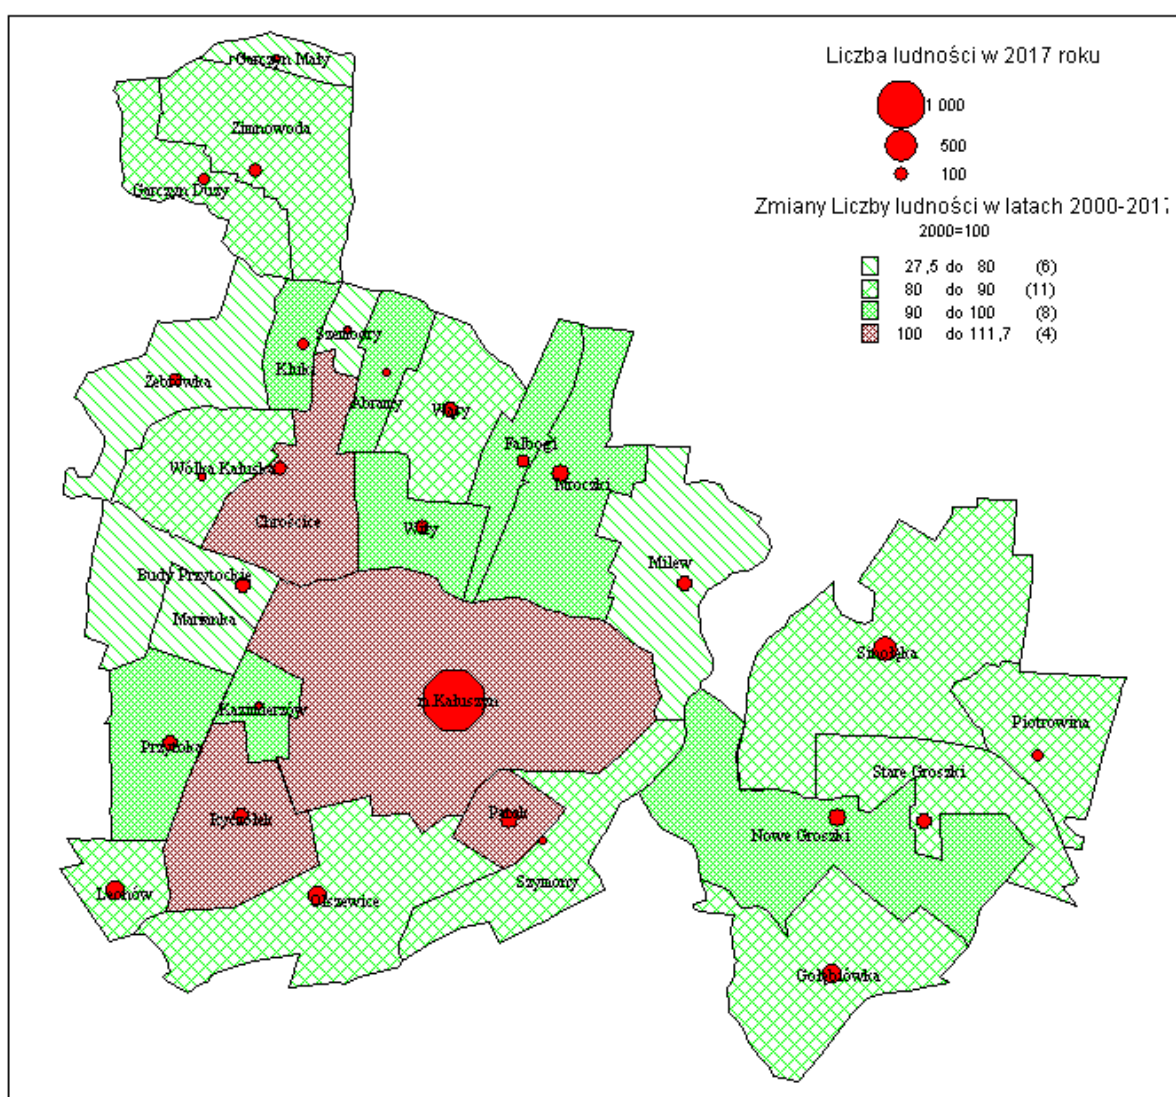 Liczba ludności w 2017 roku
1 000
500
100
Zmiany Liczby ludności w latach 2000-2017
2000=100
27,5 do 80 (6)
80 do 90 (11)
90 do 100 (8)
100 do 111,7 (4)
Garczyn Mały
Zimnowoda
Garczyn Duży
Szembory
Kluki
Żebrówka
Abramy
Wąsy
Falbogi
Mroczki
Wólka Kałuska
Chrościce
Wity
Milew
Budy Przytockie
Marianka
Sinołęka
m.Kałuszyn
Kazimierzów
Piotrowina
Przytoka
Stare Groszki
Ryczołek
Patok
Nowe Groszki
Szymony
Leonów
Olszewice
Gołębiówka